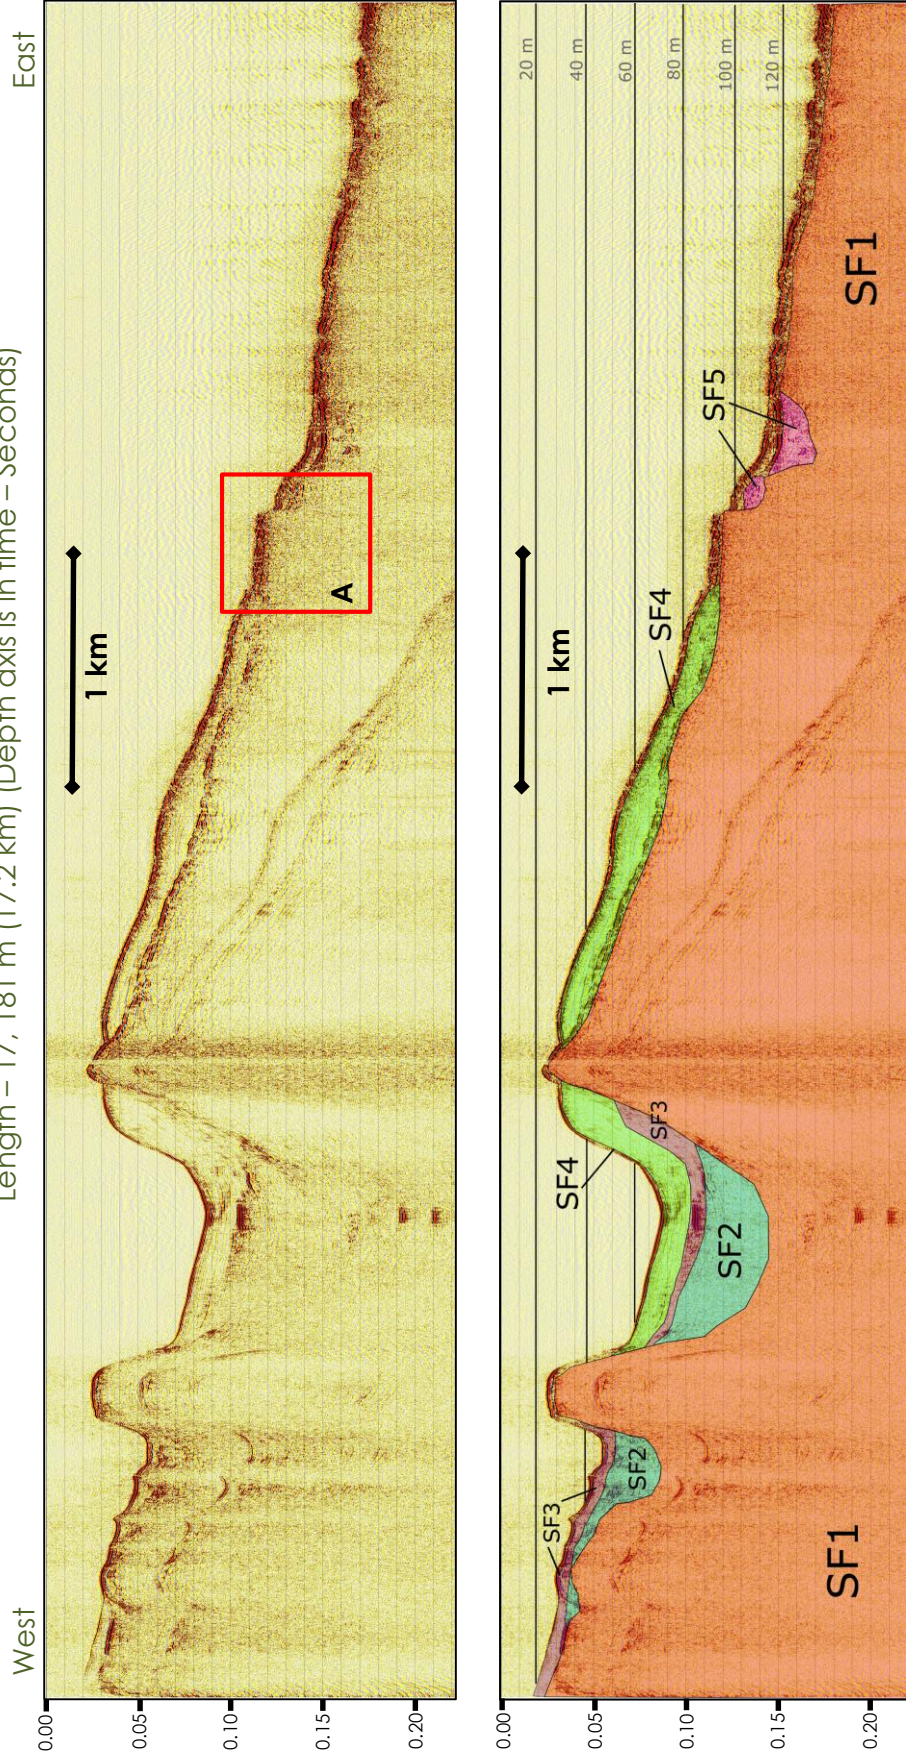 Length – 17, 181 m (17.2 km) (Depth axis is in time – Seconds)
West
East
0.00
0.05
0.10
0.15
0.20
1 km
A
0.00
0.05
0.10
0.15
0.20
20 m
40 m
60 m
80 m
100 m
120 m
1 km
SF3
SF2
SF4
SF3
SF2
SF4
SF5
SF1
SF1